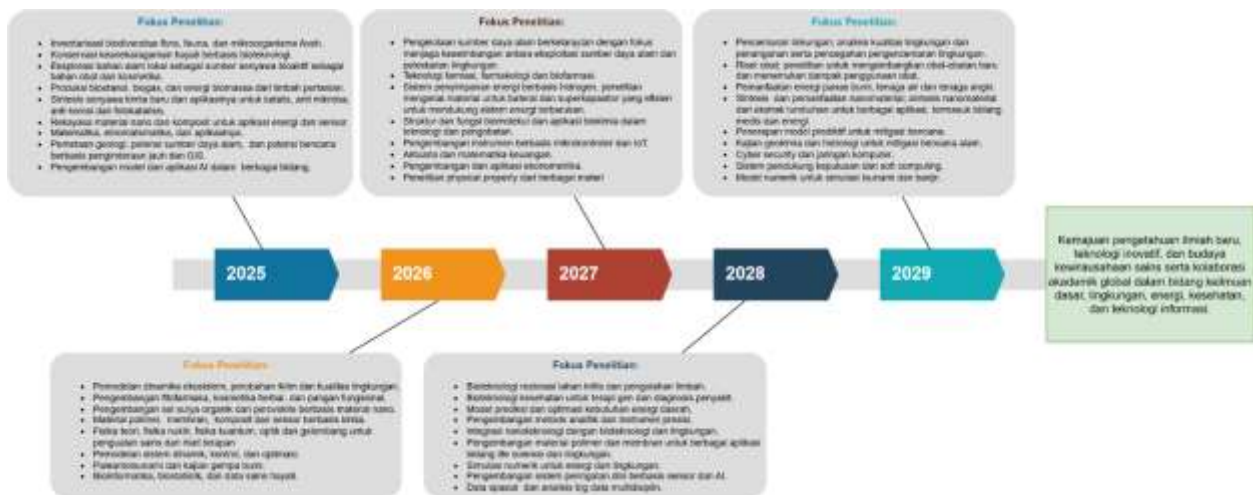 Fokus Penelitian:
• Inventarisasi biodiversitas flora, fauna, dan mikroorganisme Aceh.
• Konservasi keanekaragaman hayati berbasis bioteknologi.
• Eksplorasi bahan alam lokal sebagai sumber senyawa bioaktif sebagai
bahan obat dan kosmetika.
• Produksi bioetanol, biogas, dan energi biomassa dari limbah pertanian.
• Sintesis senyawa kimia baru dan aplikasinya untuk katalis, anti mikroba,
anti korosi dan fotokatalisis.
• Rekayasa material nano dan komposit untuk aplikasi energi dan sensor
• Matematika, etnomatematika, dan aplikasinya.
• Pemetaan geologi, potensi sumber daya alam, dan potensi bencana
berbasis penginderaan jauh dan GIS.
• Pengembangan model dan aplikasi AI dalam berbagai bidang.
Fokus Penelitian:
• Pengelolaan sumber daya alam berkelanjutan dengan fokus
menjaga keseimbangan antara eksploitasi sumber daya alam dan
pelestarian lingkungan.
• Teknologi farmasi, farmakologi dan biofarmasi.
• Sistem penyimpanan energi berbasis hidrogen, penelitian
mengenai material untuk baterai dan superkapasitor yang efisien
untuk mendukung sistem energi terbarukan.
• Struktur dan fungsi biomolekul dan aplikasi biokimia dalam
teknologi dan pengobatan.
• Pengembangan instrumen berbasis mikrokontroler dan IoT.
• Aktuaria dan matematika keuangan.
• Pengembangan dan aplikasi ekonometrika.
• Penelitian physical property dari berbagai materi
Fokus Penelitian:
• Pencemaran lingkungan, analisis kualitas lingkungan dan
penanganan serta pencegahan pengencemaran lingkungan.
• Riset obat, penelitian untuk mengembangkan obat-obatan baru
dan menemukan dampak penggunaan obat.
• Pemanfaatan energi panas bumi, tenaga air dan tenaga angin.
• Sintesis dan pemanfaatan nanomaterial, sintesis nanomaterial
dari ekstrak tumbuhan untuk berbagai aplikasi, termasuk bidang
medis dan energi.
• Penerapan model prediktif untuk mitigasi bencana.
• Kajian geokimia dan hidrologi untuk mitigasi bencana alam.
• Cyber security dan jaringan komputer.
• Sistem pendukung keputusan dan soft computing.
• Model numerik untuk simulasi tsunami dan banjir.
2025
2026
2027
2028
2029
Kemajuan pengetahuan ilmiah baru,
teknologi inovatif, dan budaya
kewirausahaan sains serta kolaborasi
akademik global dalam bidang keilmuan
dasar, lingkungan, energi, kesehatan,
dan teknologi informasi.
Fokus Penelitian:
• Pemodelan dinamika ekosistem, perubahan iklim dan kualitas lingkungan.
• Pengembangan fitofarmaka, kosmetika herbal dan pangan fungsional.
• Pengembangan sel surya organik dan perovskite berbasis material nano.
• Material polimer, membran, komposit dan sensor berbasis kimia.
• Fisika teori, fisika nuklir, fisika kuantum, optik dan gelombang untuk
penguatan sains dan riset terapan
• Pemodelan sistem dinamik, kontrol, dan optimasi.
• Paleotsunami dan kajian gempa bumi.
• Bioinformatika, biostatistik, dan data sains hayati.
Fokus Penelitian:
• Bioteknologi restorasi lahan kritis dan pengolahan limbah.
• Bioteknologi kesehatan untuk terapi gen dan diagnosis penyakit.
• Model prediksi dan optimasi kebutuhan energi daerah.
• Pengembangan metode analitik dan instrumen presisi.
• Integrasi nanoteknologi dengan bioteknologi dan lingkungan.
• Pengembangan material polimer dan membran untuk berbagai aplikasi
bidang life science dan lingkungan.
• Simulasi numerik untuk energi dan lingkungan.
• Pengembangan sistem peringatan dini berbasis sensor dan AI.
• Data spasial dan analisis big data multidisiplin.